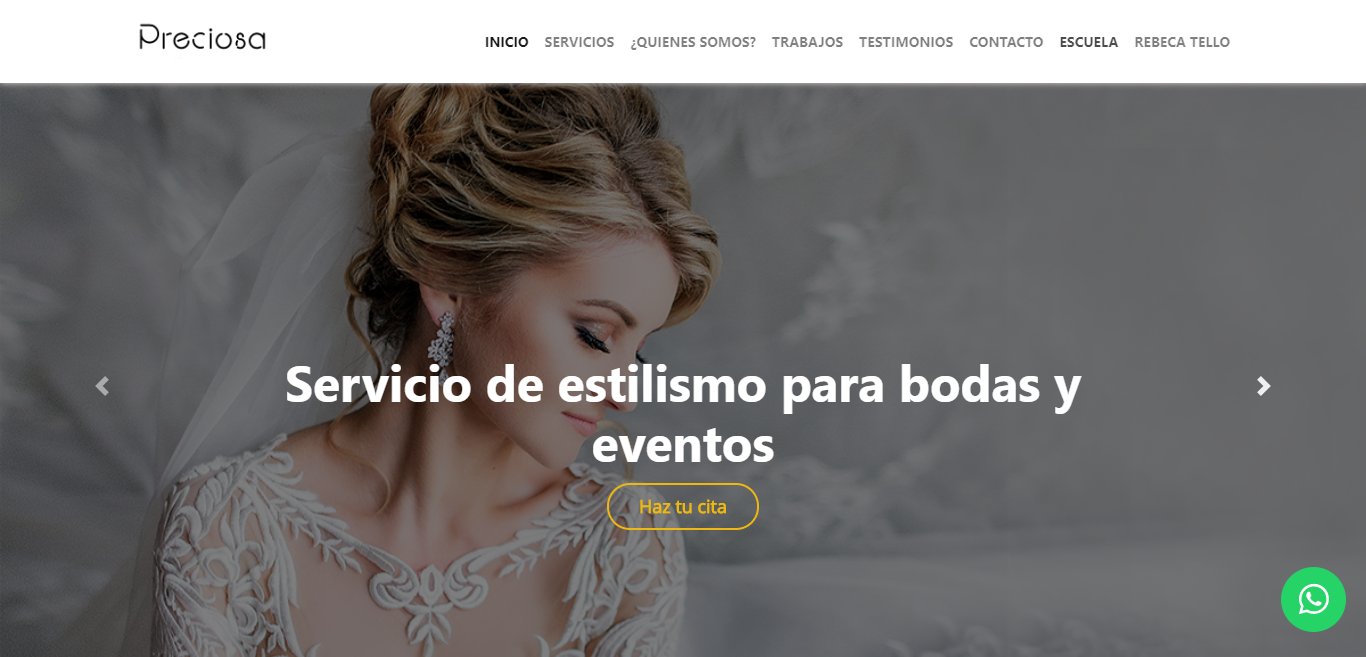 Preciosa
INICIO SERVICIOS ¿QUIENES SOMOS? TRABAJOS TESTIMONIOS CONTACTO ESCUELA REBECA TELLO
Servicio de estilismo para bodas y
eventos
Haz tu cita